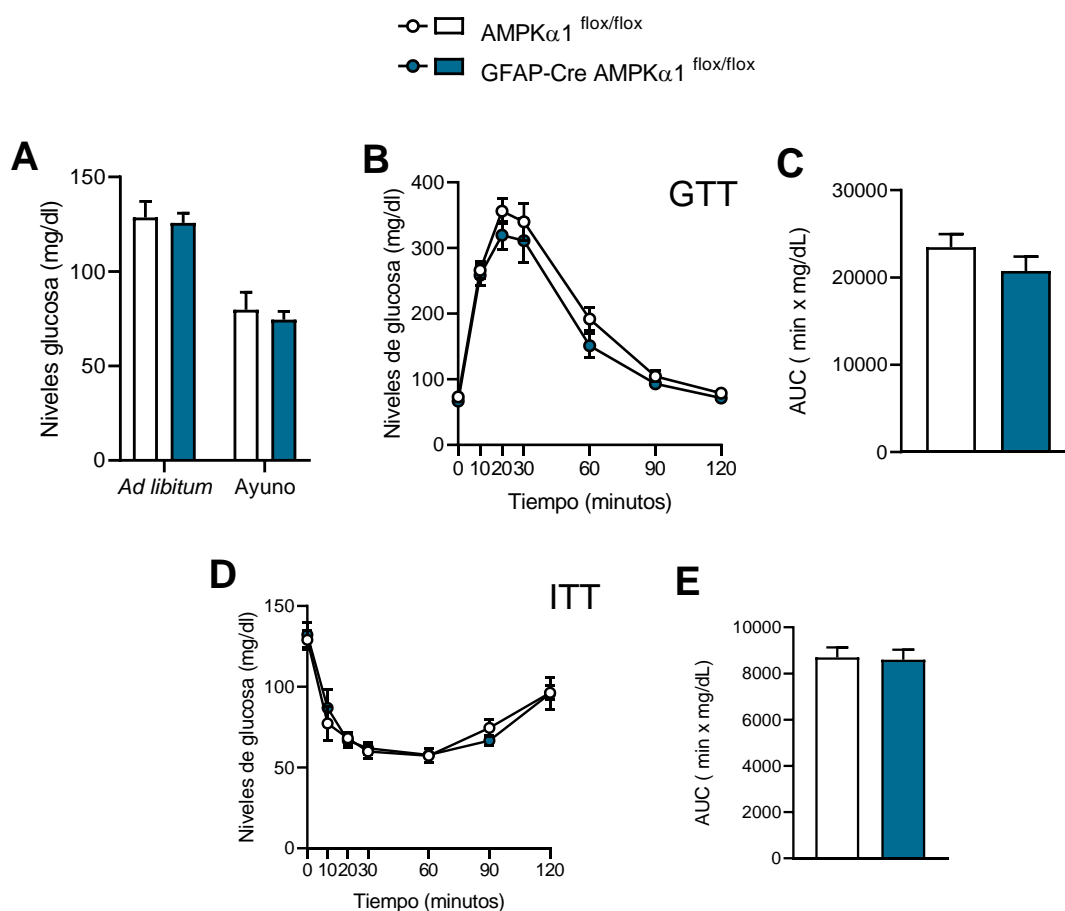 AMPKα1 flox/flox
GFAP-Cre AMPKα1 flox/flox
A
Niveles glucosa (mg/dl)
150
100
50
0
Ad libitum
Ayuno
B
GTT
Niveles de glucosa (mg/dl)
400
300
200
100
0
0 10 20 30 60 90 120
Tiempo (minutos)
C
AUC ( min x mg/dL)
30000
20000
10000
0
D
ITT
Niveles de glucosa (mg/dl)
150
100
50
0
0 10 20 30 60 90 120
Tiempo (minutos)
E
AUC ( min x mg/dL)
10000
8000
6000
4000
2000
0